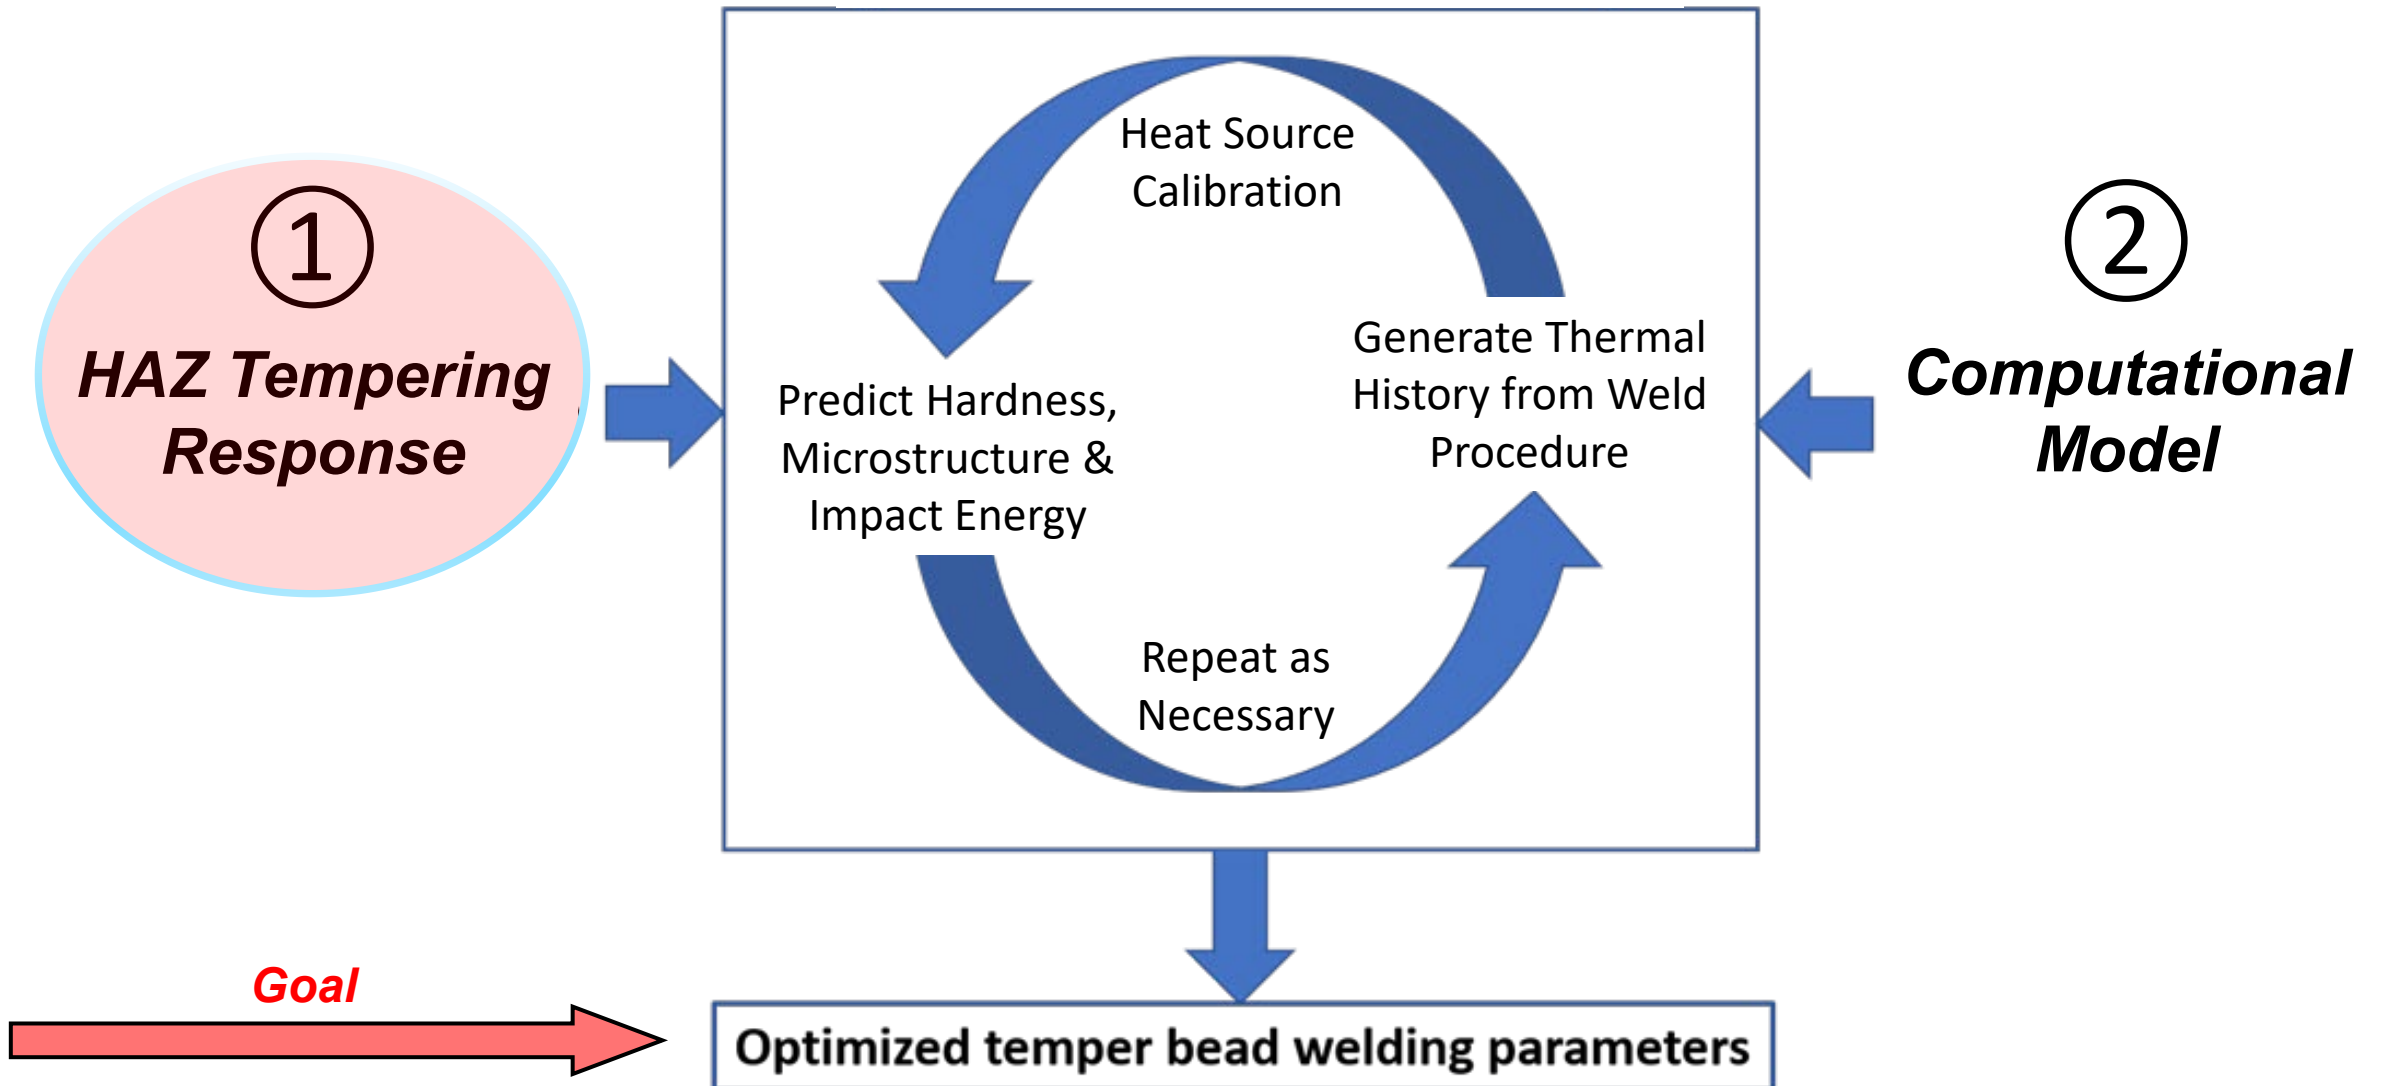 ①
HAZ Tempering
Response
Heat Source
Calibration
Predict Hardness,
Microstructure &
Impact Energy
Generate Thermal
History from Weld
Procedure
Repeat as
Necessary
②
Computational
Model
Goal
Optimized temper bead welding parameters